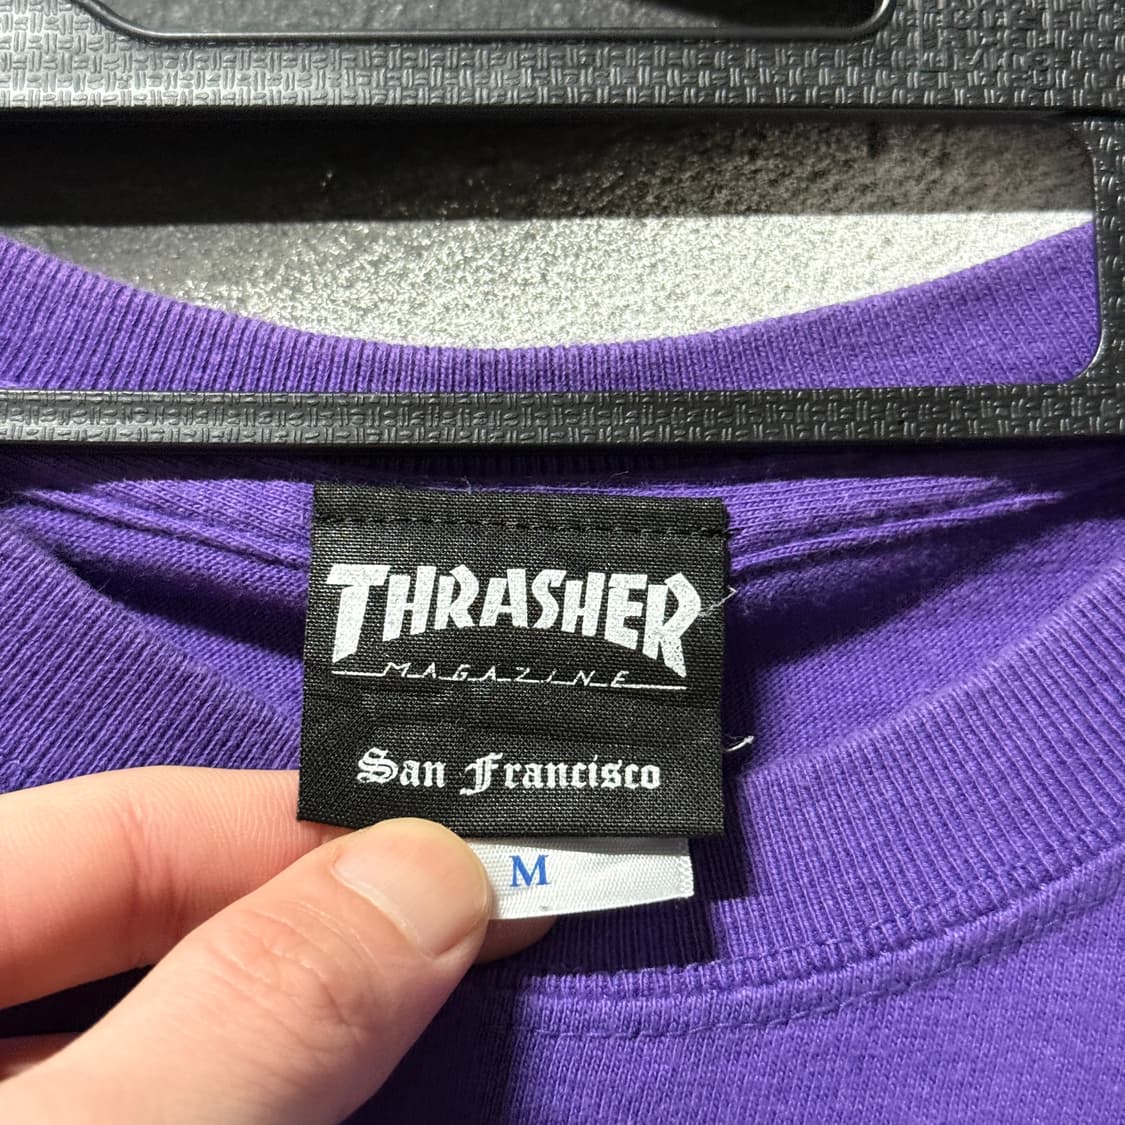 THRASHER
MAGAZINE
San Francisco
M